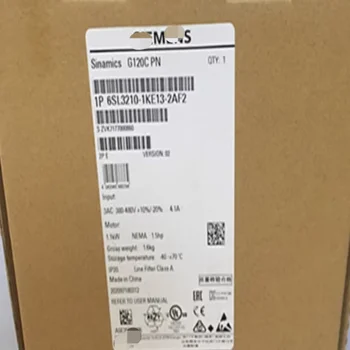 SIEMENS
Sinamics G120C PN QTY: 1
1P 6SL3210-1KE13-2AF2
2P E VERSION: 02
Input:
3AC 380-480V +10%/-20% 4.1A
Motor:
1.1kW NEMA: 1.5hp
Gross weight: 1.6kg
Storage temperature -40 - +70°C
IP20 Line Filter Class A
Made in China
REFER TO USER MANUAL